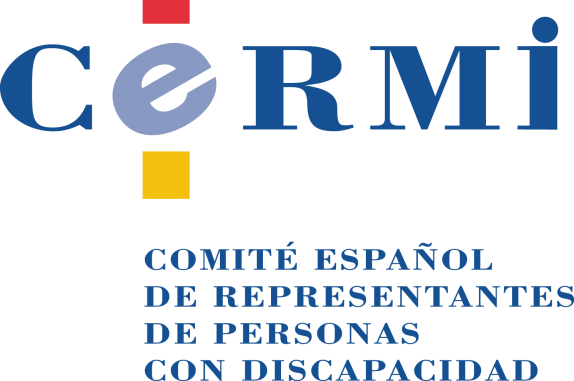 CeRMi
COMITÉ ESPAÑOL
DE REPRESENTANTES
DE PERSONAS
CON DISCAPACIDAD